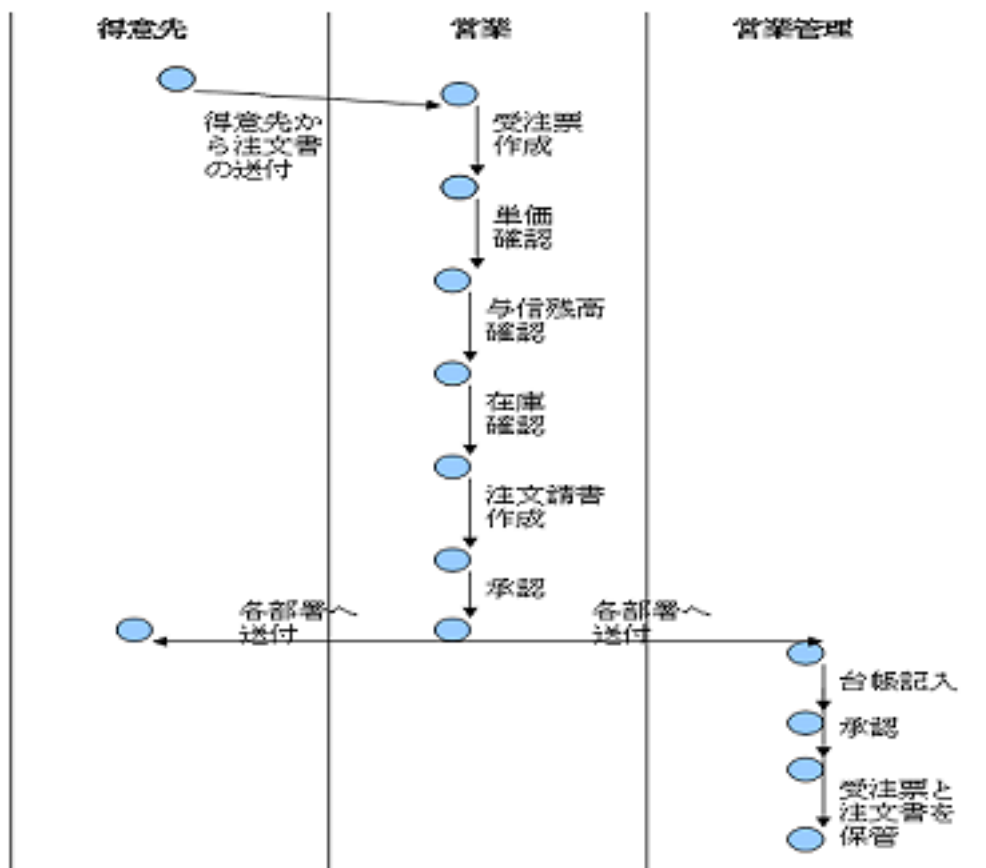 得意先
営業
営業管理
得意先か
ら注文書
の送付
受注票
作成
単価
確認
与信残高
確認
在庫
確認
注文請書
作成
承認
各部署へ
送付
各部署へ
送付
台帳記入
承認
受注票と
注文書を
保管